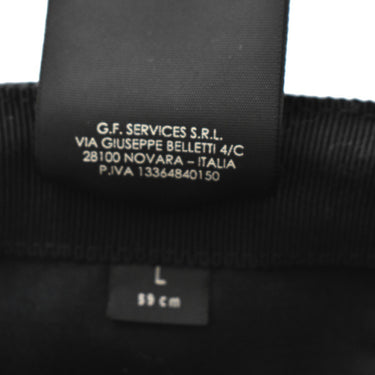 G.F. SERVICES S.R.L.
VIA GIUSEPPE BELLETTI 4/C
28100 NOVARA – ITALIA
P.IVA 13364840150
L
59 cm